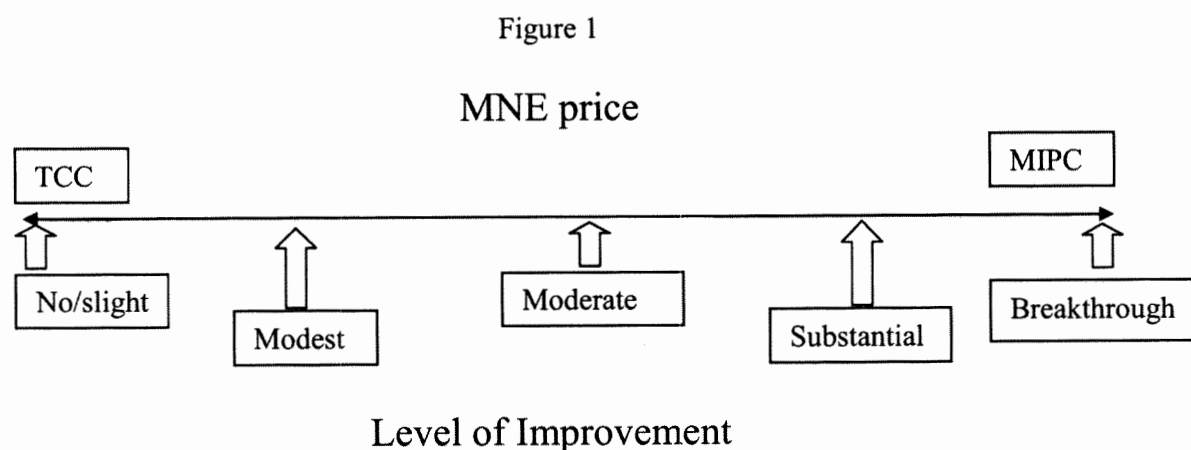 Figure 1
MNE price
TCC
MIPC
No/slight
Modest
Moderate
Substantial
Breakthrough
Level of Improvement